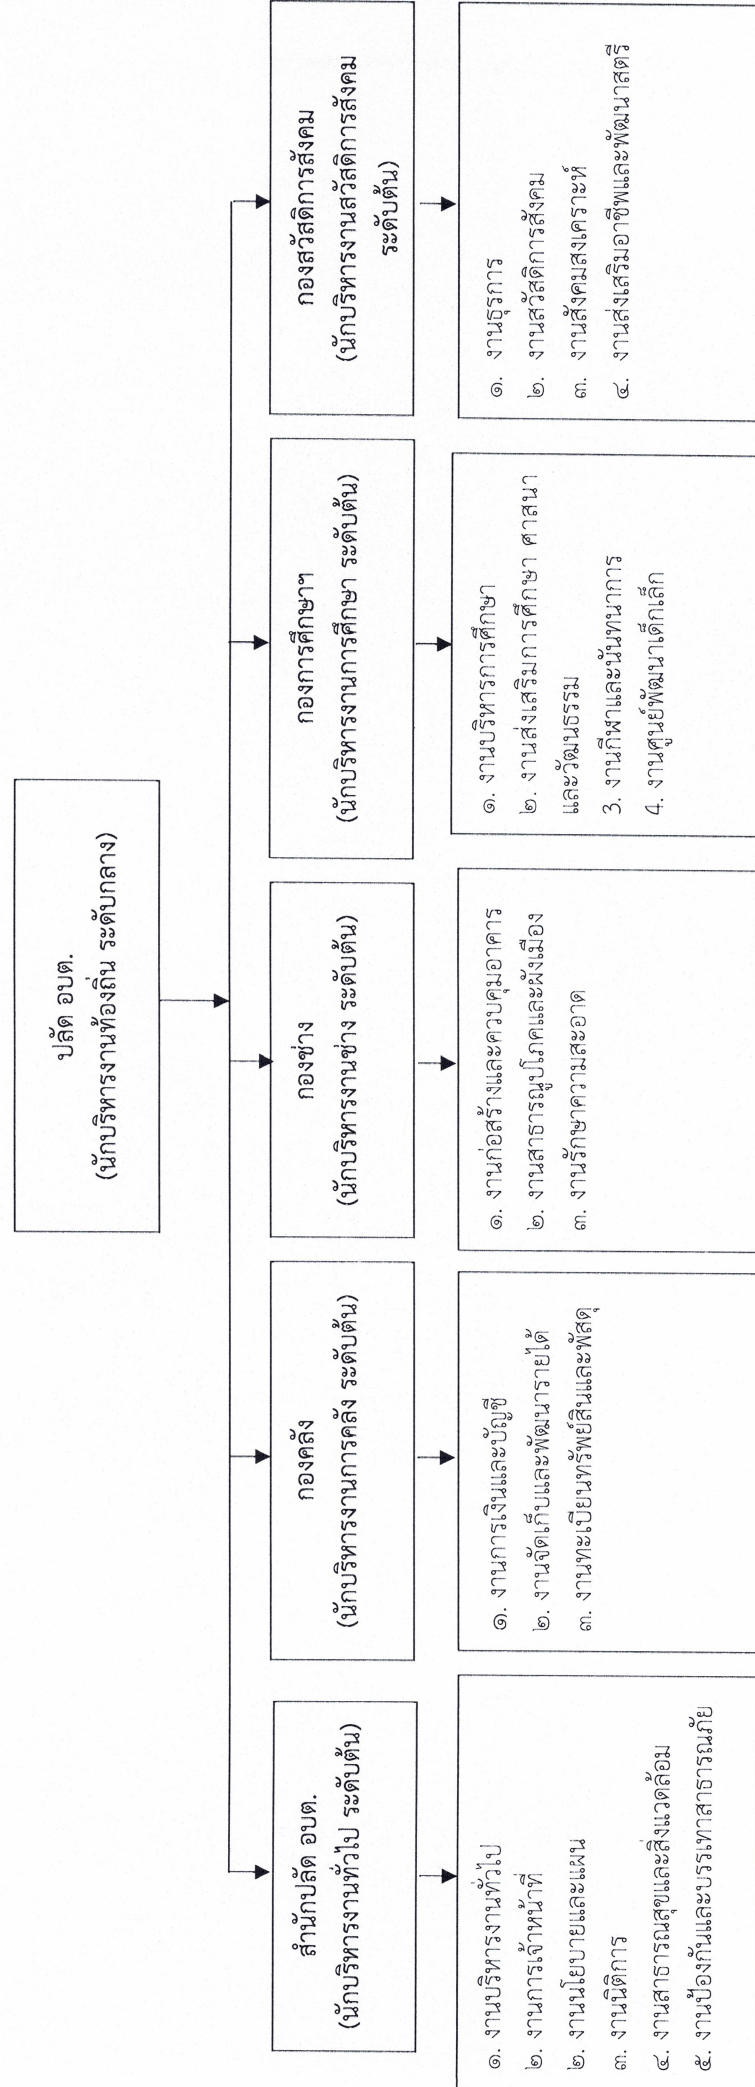 ปลัด อบต.
(นักบริหารงานท้องถิ่น ระดับกลาง)
สำนักปลัด อบต.
(นักบริหารงานทั่วไป ระดับต้น)
กองคลัง
(นักบริหารงานการคลัง ระดับต้น)
กองช่าง
(นักบริหารงานช่าง ระดับต้น)
กองการศึกษาฯ
(นักบริหารงานการศึกษา ระดับต้น)
กองสวัสดิการสังคม
(นักบริหารงานสวัสดิการสังคม
ระดับต้น)
๑. งานบริหารงานทั่วไป
๒. งานการเจ้าหน้าที่
๒. งานนโยบายและแผน
๓. งานนิติการ
๔. งานสาธารณสุขและสิ่งแวดล้อม
๕. งานป้องกันและบรรเทาสาธารณภัย
๑. งานการเงินและบัญชี
๒. งานจัดเก็บและพัฒนารายได้
๓. งานทะเบียนทรัพย์สินและพัสดุ
๑. งานก่อสร้างและควบคุมอาคาร
๒. งานสาธารณูปโภคและผังเมือง
๓. งานรักษาความสะอาด
๑. งานบริหารการศึกษา
๒. งานส่งเสริมการศึกษา ศาสนา
และวัฒนธรรม
3. งานกีฬาและนันทนาการ
4. งานศูนย์พัฒนาเด็กเล็ก
๑. งานธุรการ
๒. งานสวัสดิการสังคม
๓. งานสังคมสงเคราะห์
๔. งานส่งเสริมอาชีพและพัฒนาสตรี